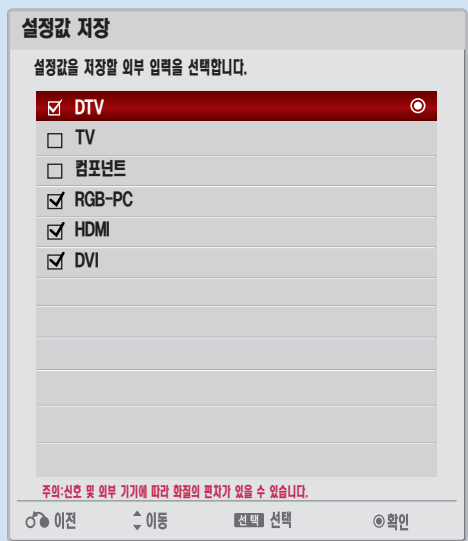 설정값 저장
설정값을 저장할 외부 입력을 선택합니다.
DTV
TV
컴포넌트
RGB-PC
HDMI
DVI
주의:신호 및 외부 기기에 따라 화질의 편차가 있을 수 있습니다.
이전 이동 선택 선택 확인